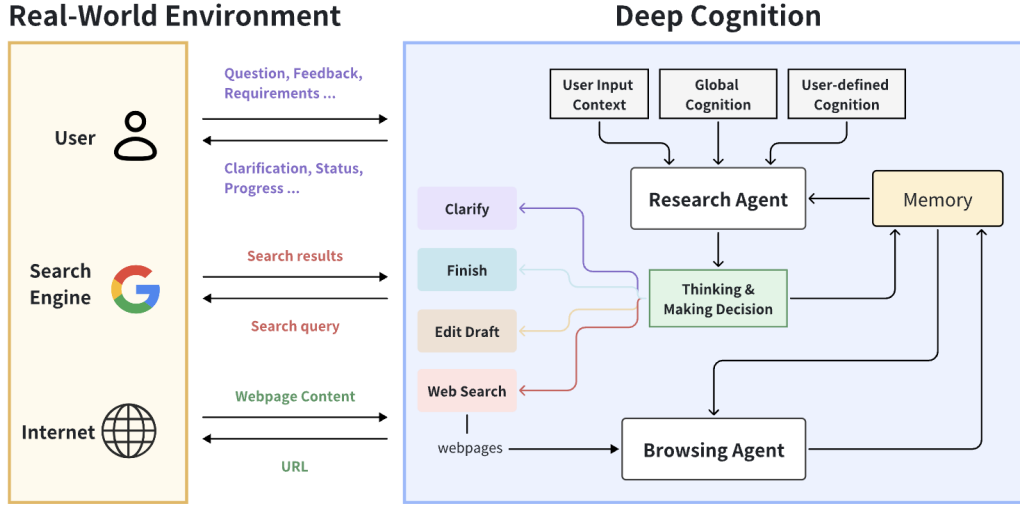 Real-World Environment
Deep Cognition
User
Question, Feedback,
Requirements ...
Clarification, Status,
Progress ...
Search
Engine
Search results
Search query
Internet
Webpage Content
URL
User Input
Context
Global
Cognition
User-defined
Cognition
Research Agent
Memory
Clarify
Finish
Edit Draft
Web Search
Thinking &
Making Decision
webpages
Browsing Agent